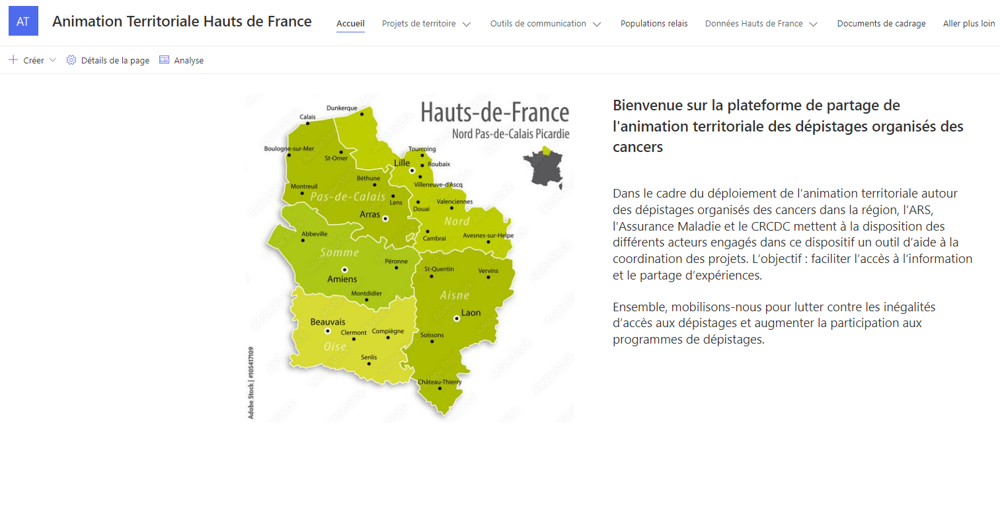 AT
Animation Territoriale Hauts de France
Accueil
Projets de territoire
Outils de communication
Populations relais
Données Hauts de France
Documents de cadrage
Aller plus loin
Créer
Détails de la page
Analyse
Hauts-de-France
Nord Pas-de-Calais Picardie
Dunkerque
Calais
Boulogne-sur-Mer
St-Omer
Tourcoing
Lille
Roubaix
Villeneuve-d'Ascq
Béthune
Montreuil
Pas-de-Calais
Lens
Douai
Valenciennes
Arras
Nord
Cambrai
Avesnes-sur-Helpe
Abbeville
Somme
Péronne
St-Quentin
Vervins
Amiens
Montdidier
Aisne
Laon
Beauvais
Clermont
Compiègne
Soissons
Oise
Senlis
Château-Thierry
Adobe Stock | #105417109
Bienvenue sur la plateforme de partage de
l'animation territoriale des dépistages organisés des
cancers
Dans le cadre du déploiement de l’animation territoriale autour
des dépistages organisés des cancers dans la région, l’ARS,
l’Assurance Maladie et le CRCDC mettent à la disposition des
différents acteurs engagés dans ce dispositif un outil d’aide à la
coordination des projets. L’objectif : faciliter l’accès à l’information
et le partage d’expériences.
Ensemble, mobilisons-nous pour lutter contre les inégalités
d’accès aux dépistages et augmenter la participation aux
programmes de dépistages.